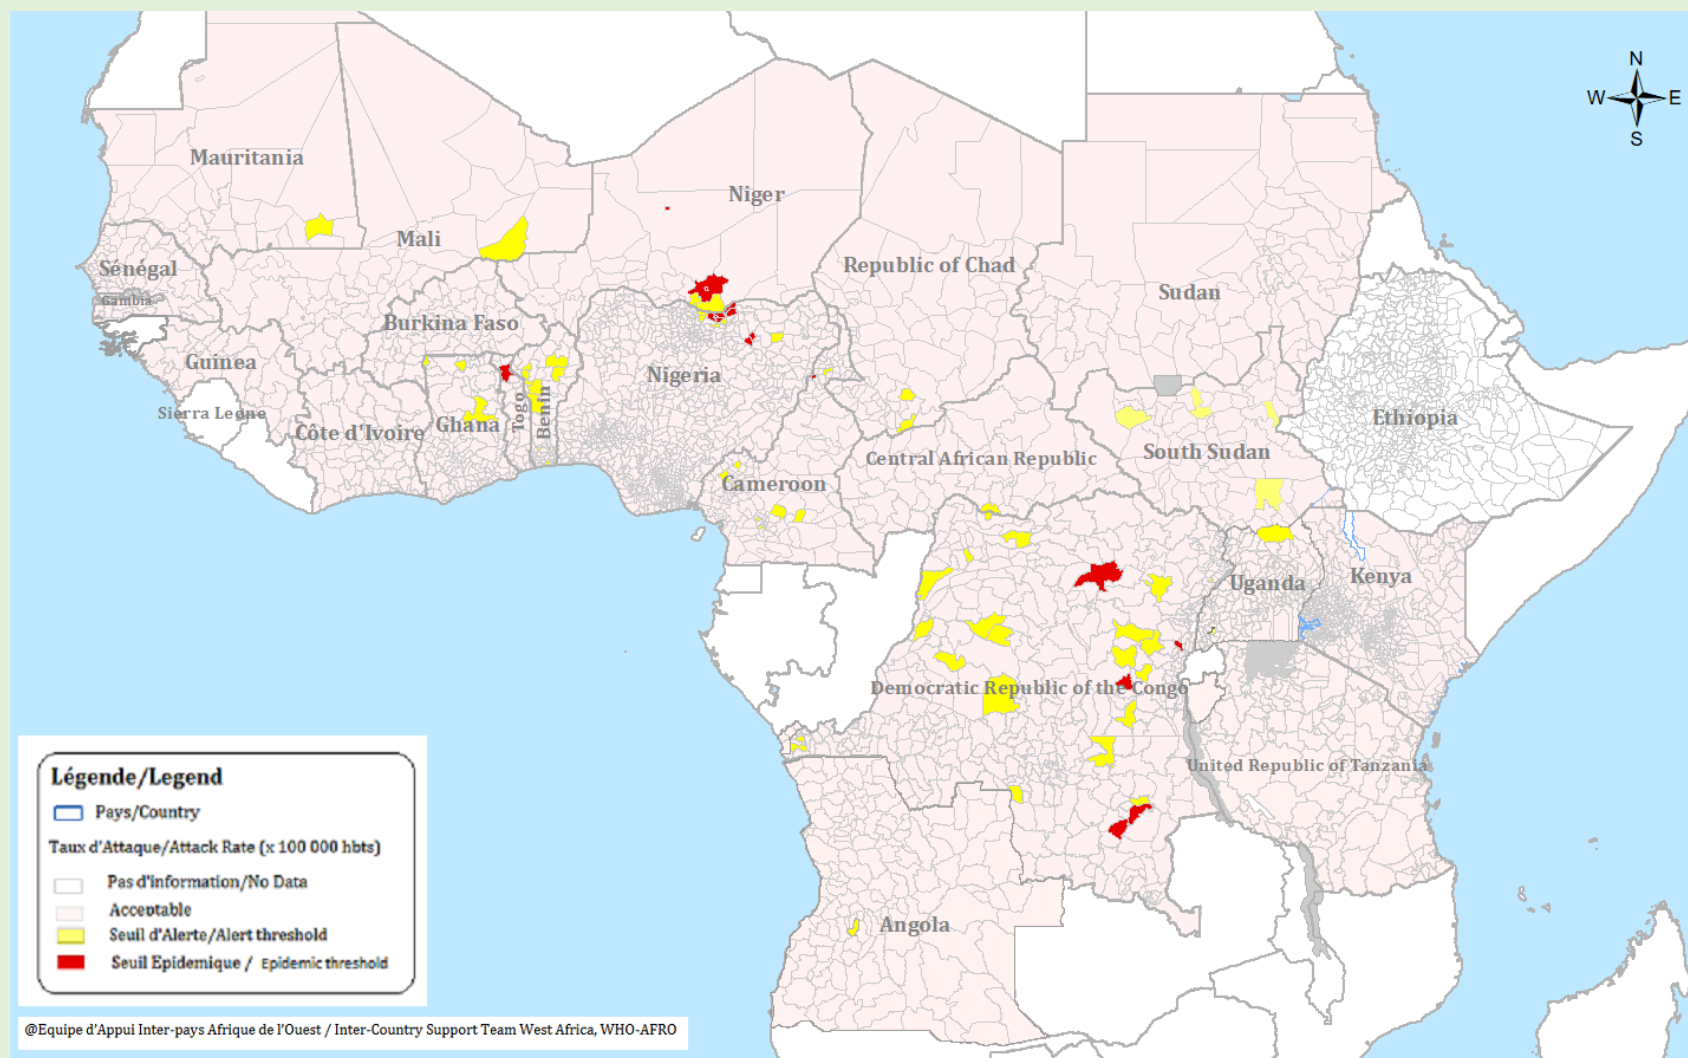 N
W E
S
Mauritania
Niger
Mali
Sénégal
Republic of Chad
Gambia
Sudan
Burkina Faso
Guinea
Nigeria
Sierra Leone
Côte d'Ivoire
Ghana
Togo
Benin
Ethiopia
South Sudan
Central African Republic
Cameroon
Uganda
Kenya
Democratic Republic of the Congo
United Republic of Tanzania
Angola
Légende/Legend
Pays/Country
Taux d'Attaque/Attack Rate (x 100 000 hbts)
Pas d'information/No Data
Acceptable
Seuil d'Alerte/Alert threshold
Seuil Epidemique / Epidemic threshold
@Equipe d'Appui Inter-pays Afrique de l'Ouest / Inter-Country Support Team West Africa, WHO-AFRO